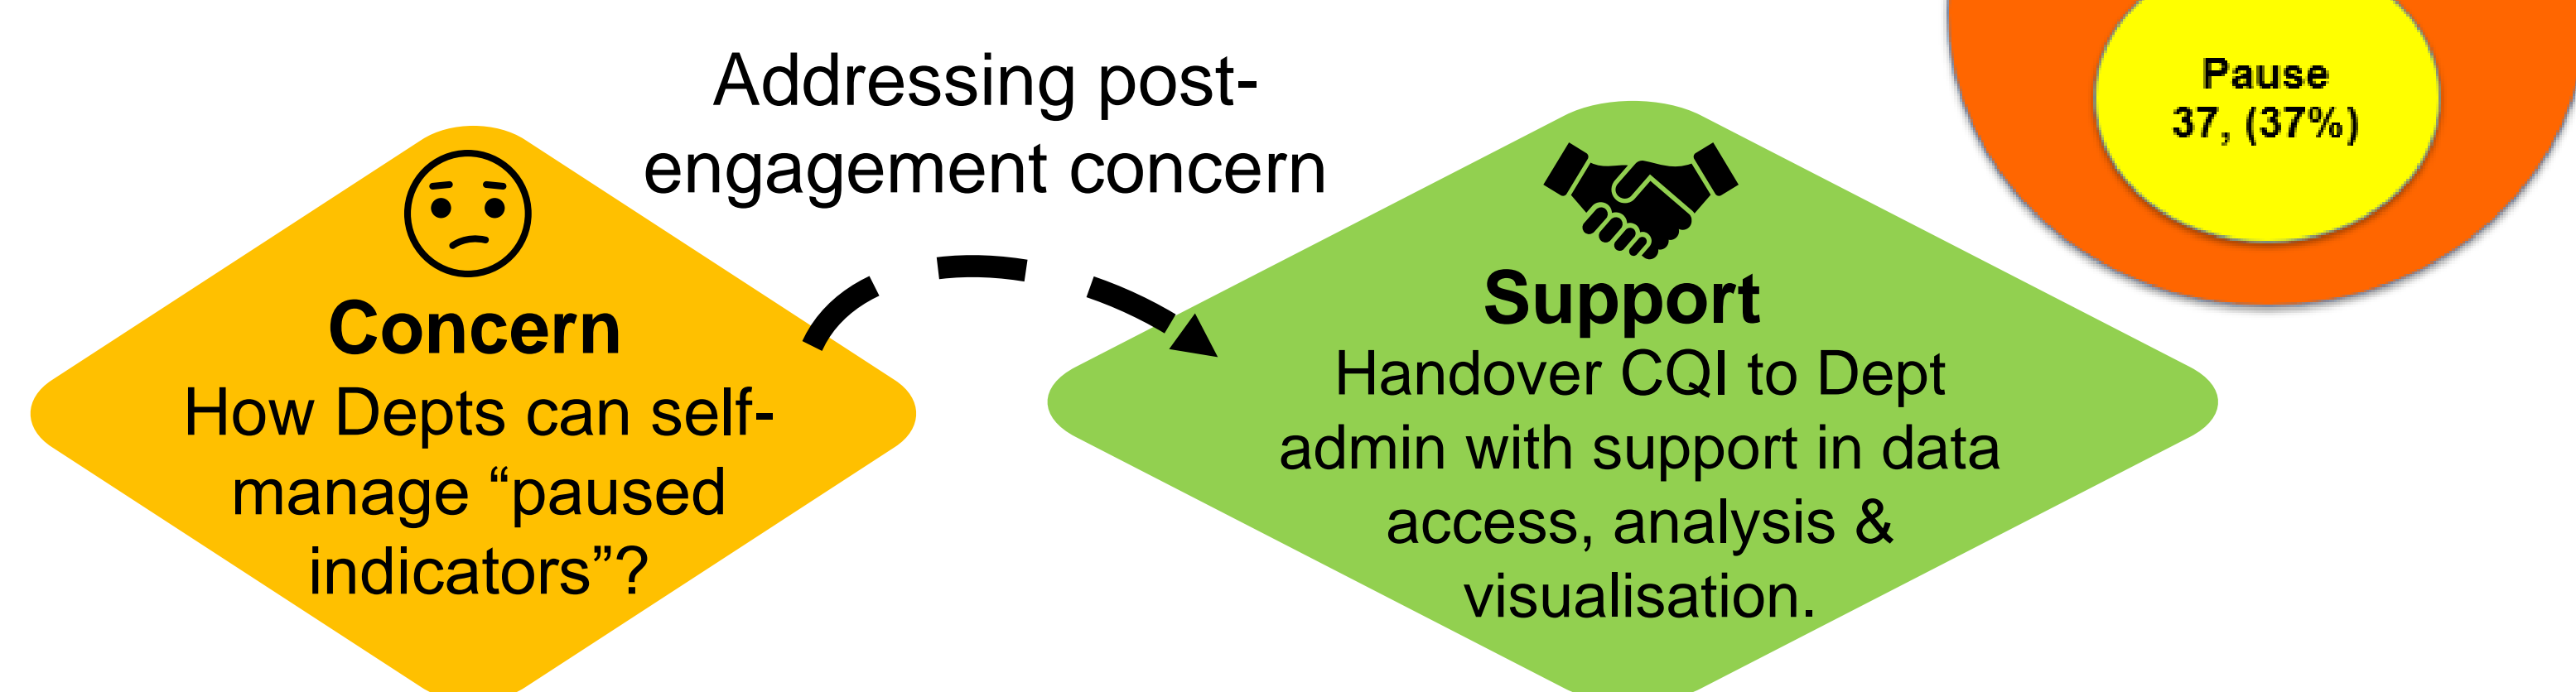 Addressing post-
engagement concern
Pause
37, (37%)
Concern
How Depts can self-
manage “paused
indicators”?
Support
Handover CQI to Dept
admin with support in data
access, analysis &
visualisation.